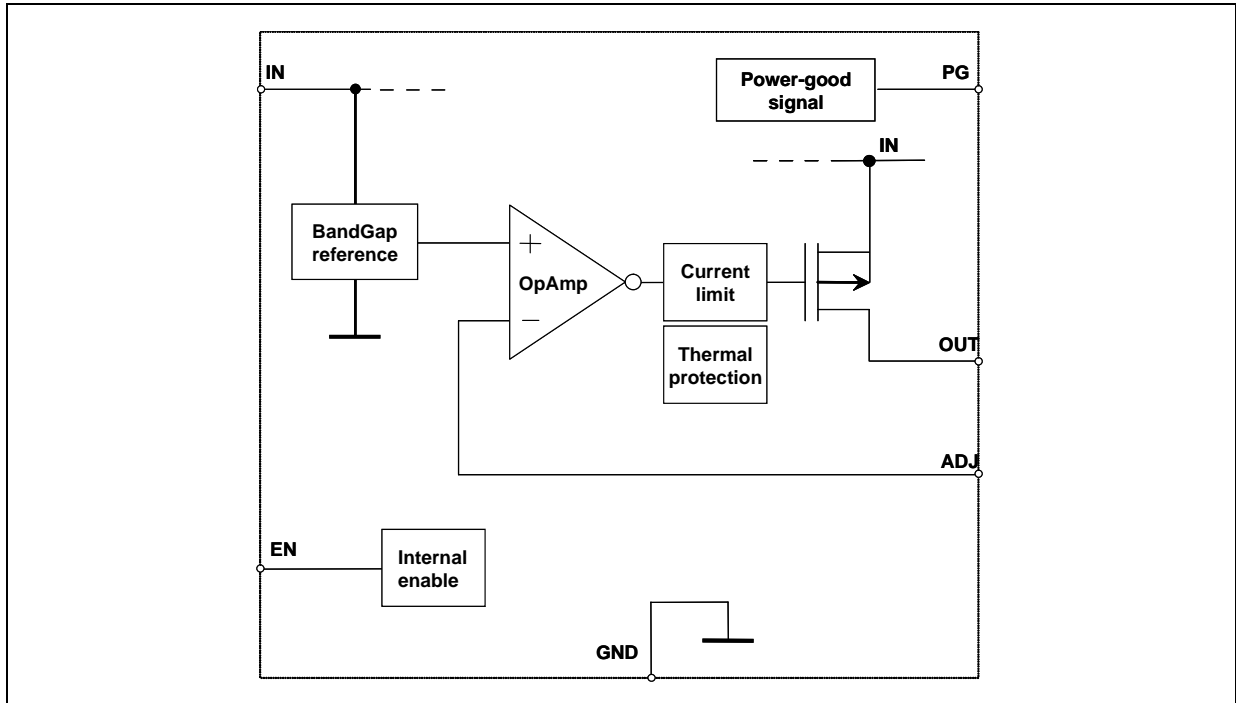 IN
Power-good
signal
PG
IN
BandGap
reference
+
OpAmp
−
Current
limit
Thermal
protection
OUT
ADJ
EN
Internal
enable
GND